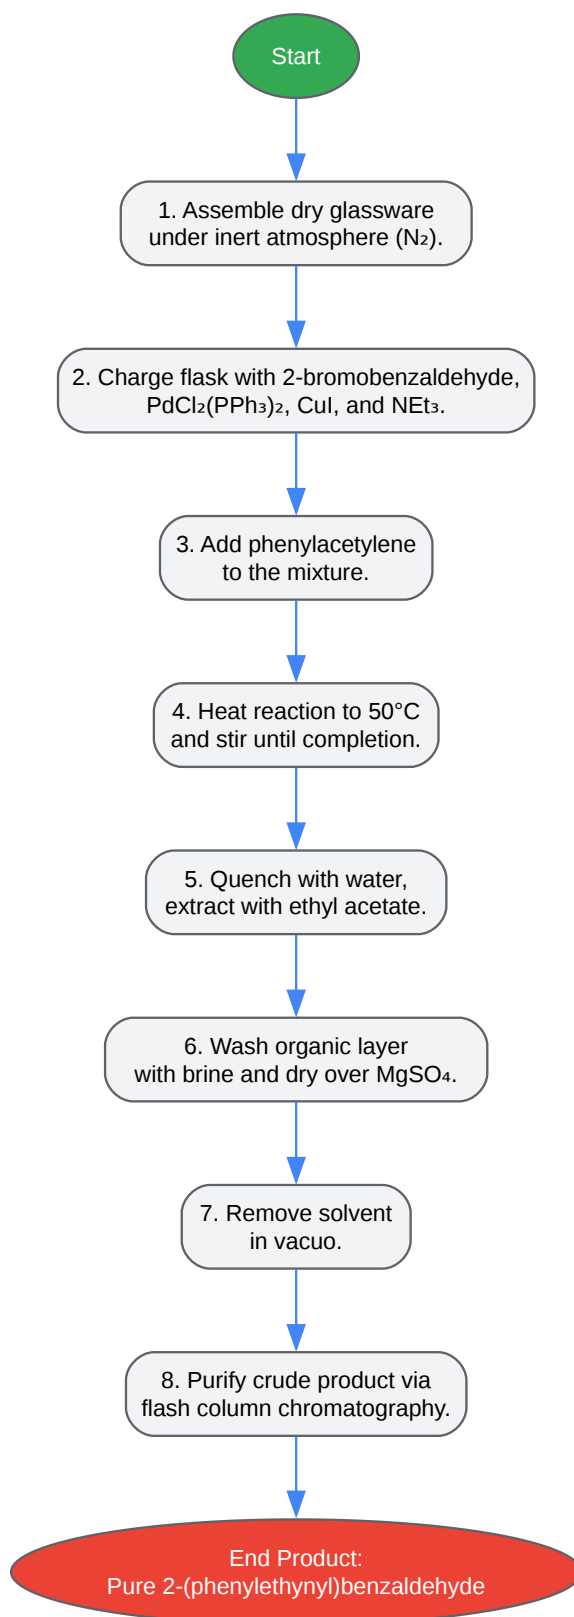 Start
1. Assemble dry glassware
under inert atmosphere (N₂).
2. Charge flask with 2-bromobenzaldehyde,
PdCl₂(PPh₃)₂, CuI, and NEt₃.
3. Add phenylacetylene
to the mixture.
4. Heat reaction to 50°C
and stir until completion.
5. Quench with water,
extract with ethyl acetate.
6. Wash organic layer
with brine and dry over MgSO₄.
7. Remove solvent
in vacuo.
8. Purify crude product via
flash column chromatography.
End Product:
Pure 2-(phenylethynyl)benzaldehyde